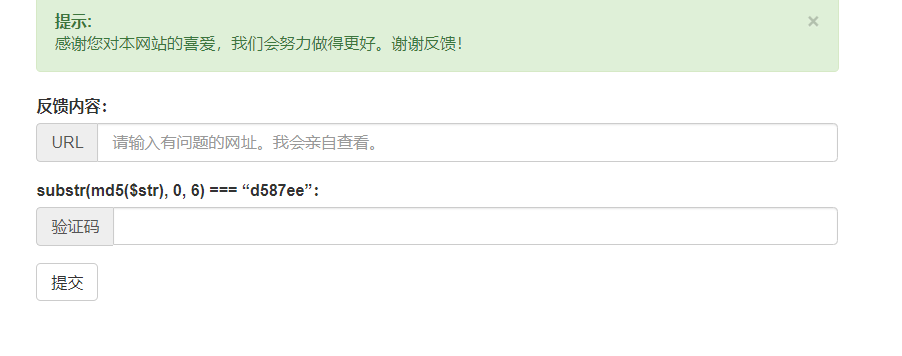 提示:
×
感谢您对本网站的喜爱，我们会努力做得更好。谢谢反馈！
反馈内容：
URL 请输入有问题的网址。我会亲自查看。
substr(md5($str), 0, 6) === “d587ee”：
验证码
提交